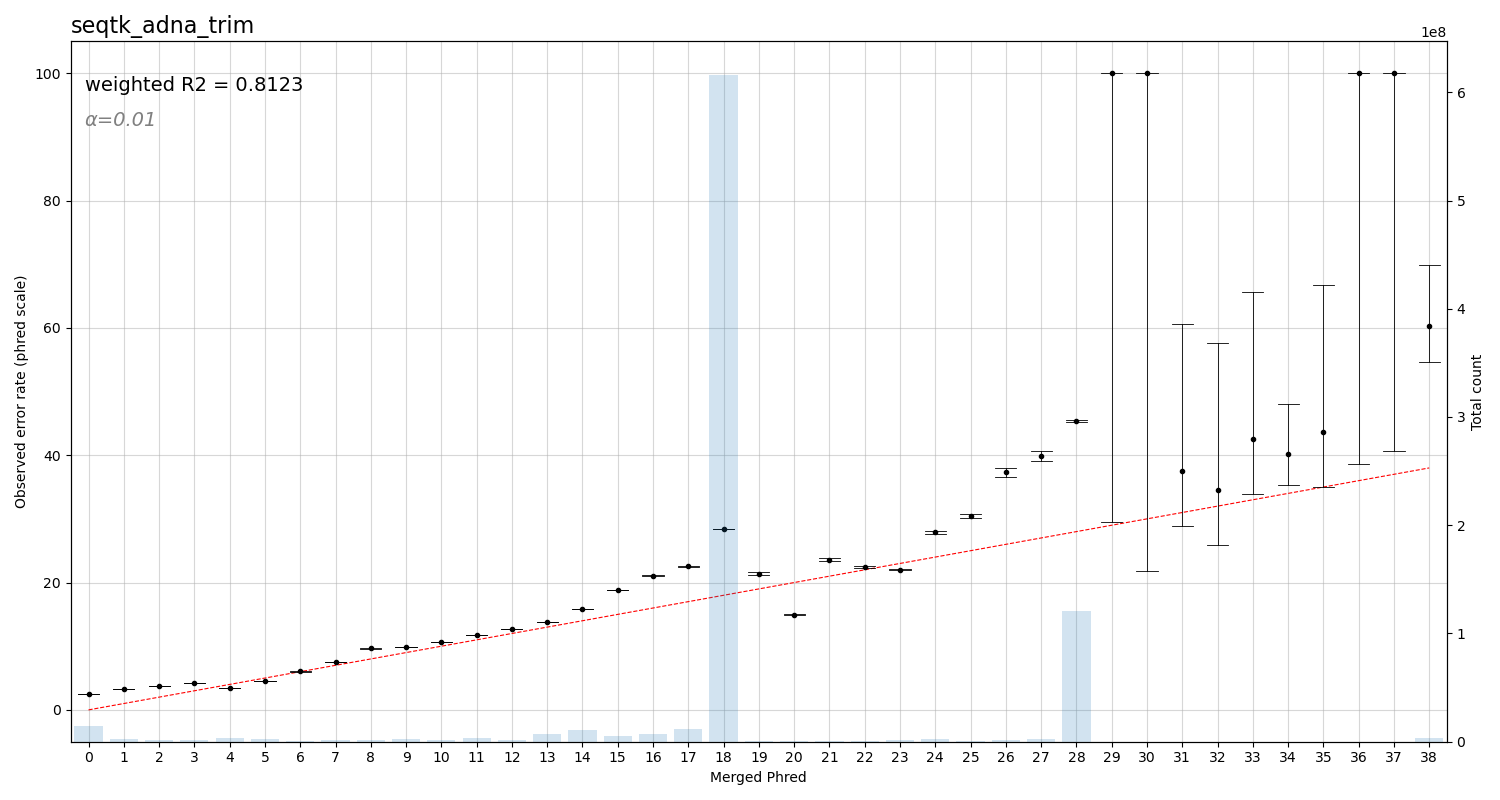 seqtk_adna_trim
1e8
weighted R2 = 0.8123
α=0.01
100
80
60
40
20
0
Observed error rate (phred scale)
6
5
4
3
2
1
0
Total count
0 1 2 3 4 5 6 7 8 9 10 11 12 13 14 15 16 17 18 19 20 21 22 23 24 25 26 27 28 29 30 31 32 33 34 35 36 37 38
Merged Phred